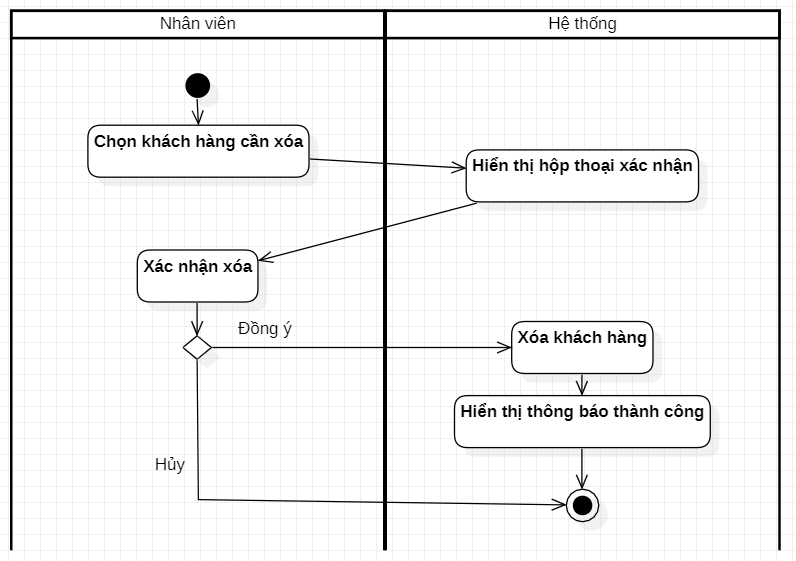 Nhân viên
Hệ thống
Chọn khách hàng cần xóa
Hiển thị hộp thoại xác nhận
Xác nhận xóa
Đồng ý
Xóa khách hàng
Hiển thị thông báo thành công
Hủy